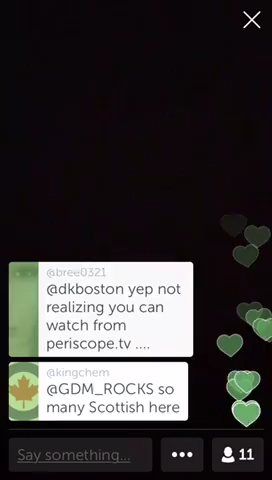 @bree0321
@dkboston yep not
realizing you can
watch from
periscope.tv ....
@kingchem
@GDM_ROCKS so
many Scottish here
Say something...
11